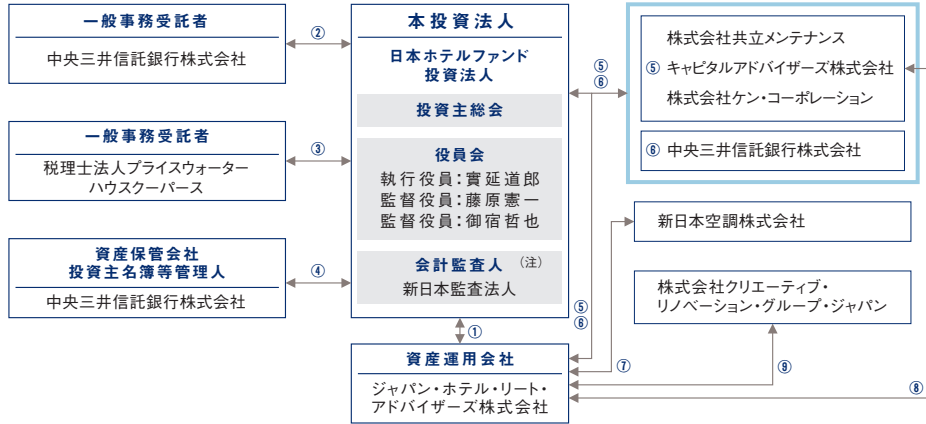 一般事務受託者
中央三井信託銀行株式会社
②
一般事務受託者
税理士法人プライスウォーター
ハウスクーパース
③
資産保管会社
投資主名簿等管理人
中央三井信託銀行株式会社
④
本投資法人
日本ホテルファンド
投資法人
投資主総会
役員会
執行役員：實延道郎
監督役員：藤原憲一
監督役員：御宿哲也
会計監査人（注）
新日本監査法人
①
資産運用会社
ジャパン・ホテル・リート・
アドバイザーズ株式会社
⑤
⑥
⑤
⑥
株式会社共立メンテナンス
⑤ キャピタルアドバイザーズ株式会社
株式会社ケン・コーポレーション
⑥ 中央三井信託銀行株式会社
新日本空調株式会社
株式会社クリエーティブ・
リノベーション・グループ・ジャパン
⑦
⑨
⑧